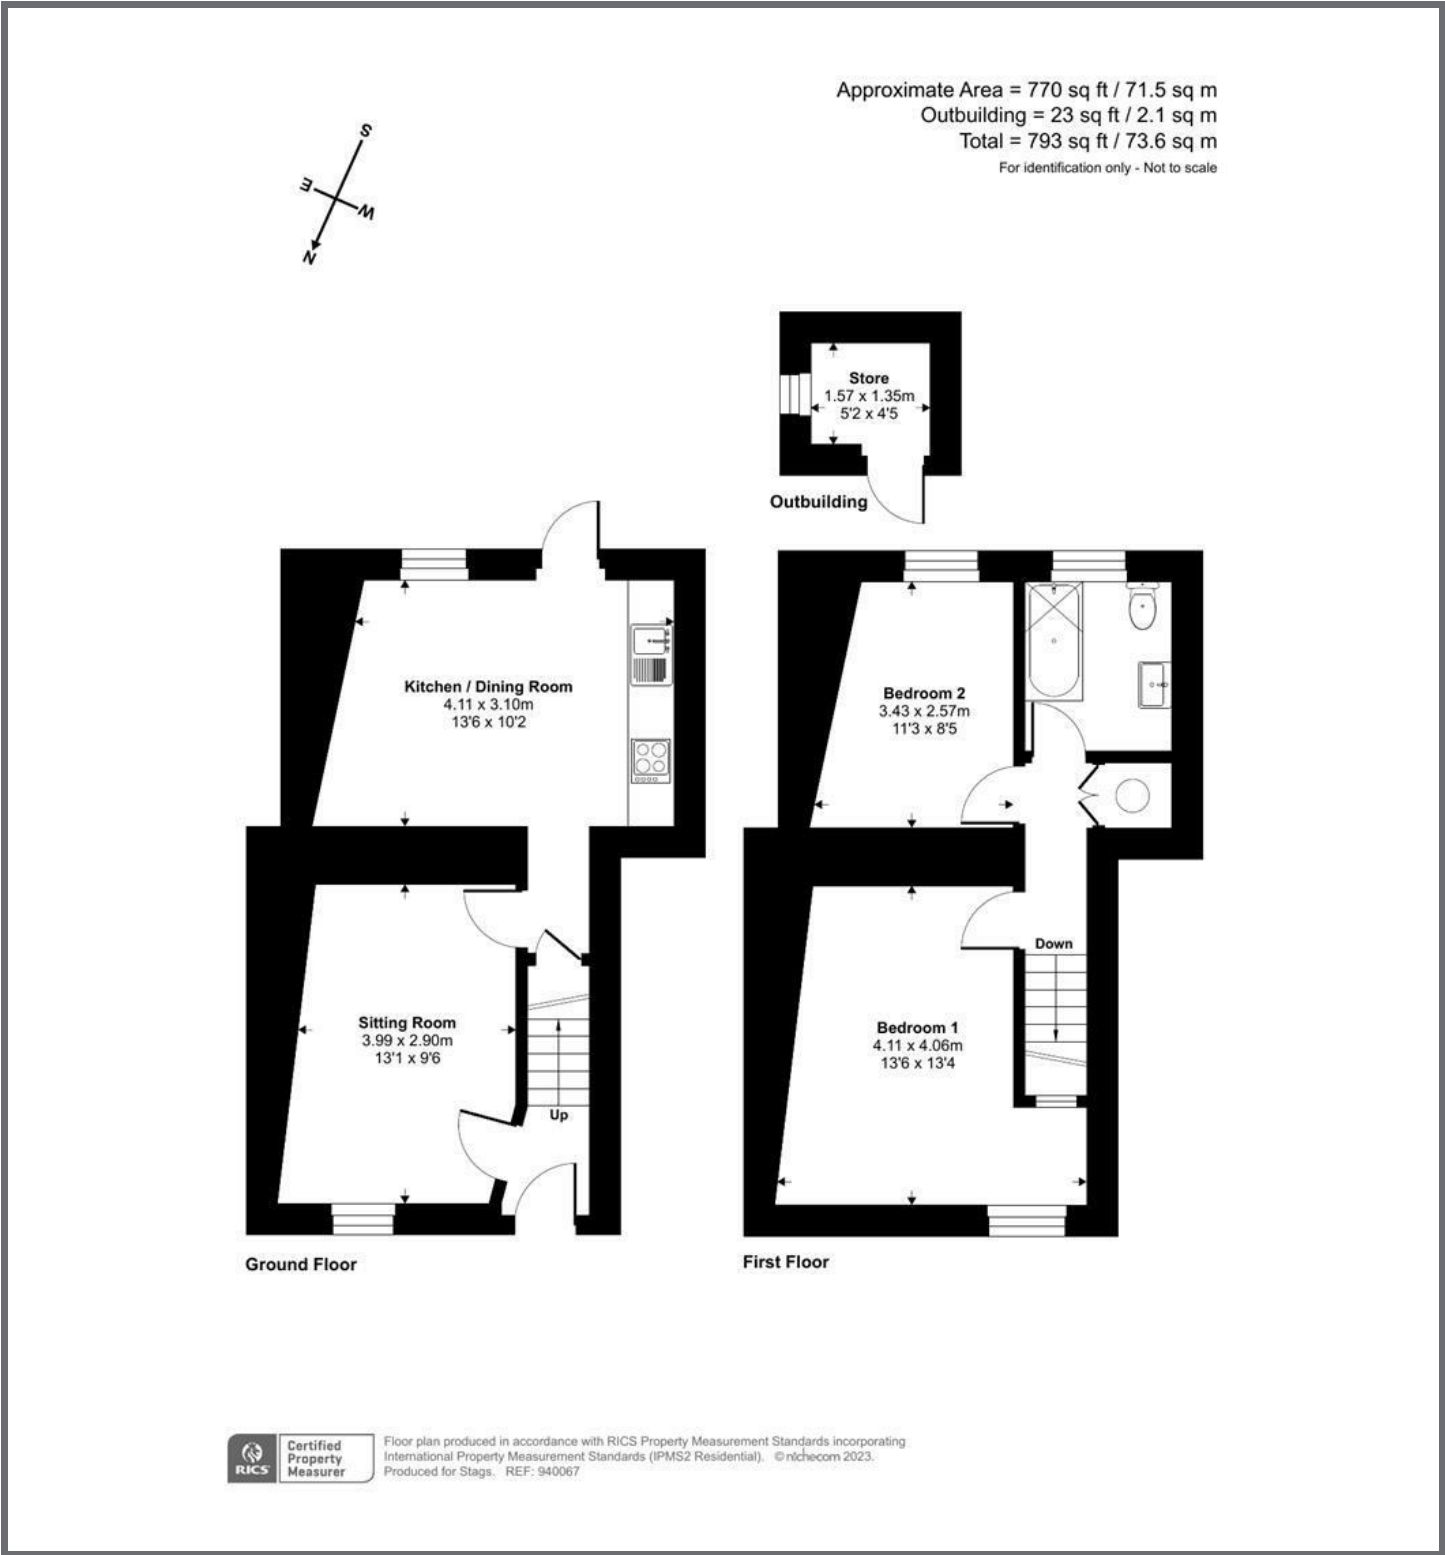 Approximate Area = 770 sq ft / 71.5 sq m
Outbuilding = 23 sq ft / 2.1 sq m
Total = 793 sq ft / 73.6 sq m
For identification only - Not to scale
S
E
W
N
Store
1.57 x 1.35m
5'2 x 4'5
Outbuilding
Kitchen / Dining Room
4.11 x 3.10m
13'6 x 10'2
Sitting Room
3.99 x 2.90m
13'1 x 9'6
Up
Ground Floor
Bedroom 2
3.43 x 2.57m
11'3 x 8'5
Down
Bedroom 1
4.11 x 4.06m
13'6 x 13'4
First Floor
RICS
Certified
Property
Measurer
Floor plan produced in accordance with RICS Property Measurement Standards incorporating
International Property Measurement Standards (IPMS2 Residential). © nichecom 2023.
Produced for Stags. REF: 940067